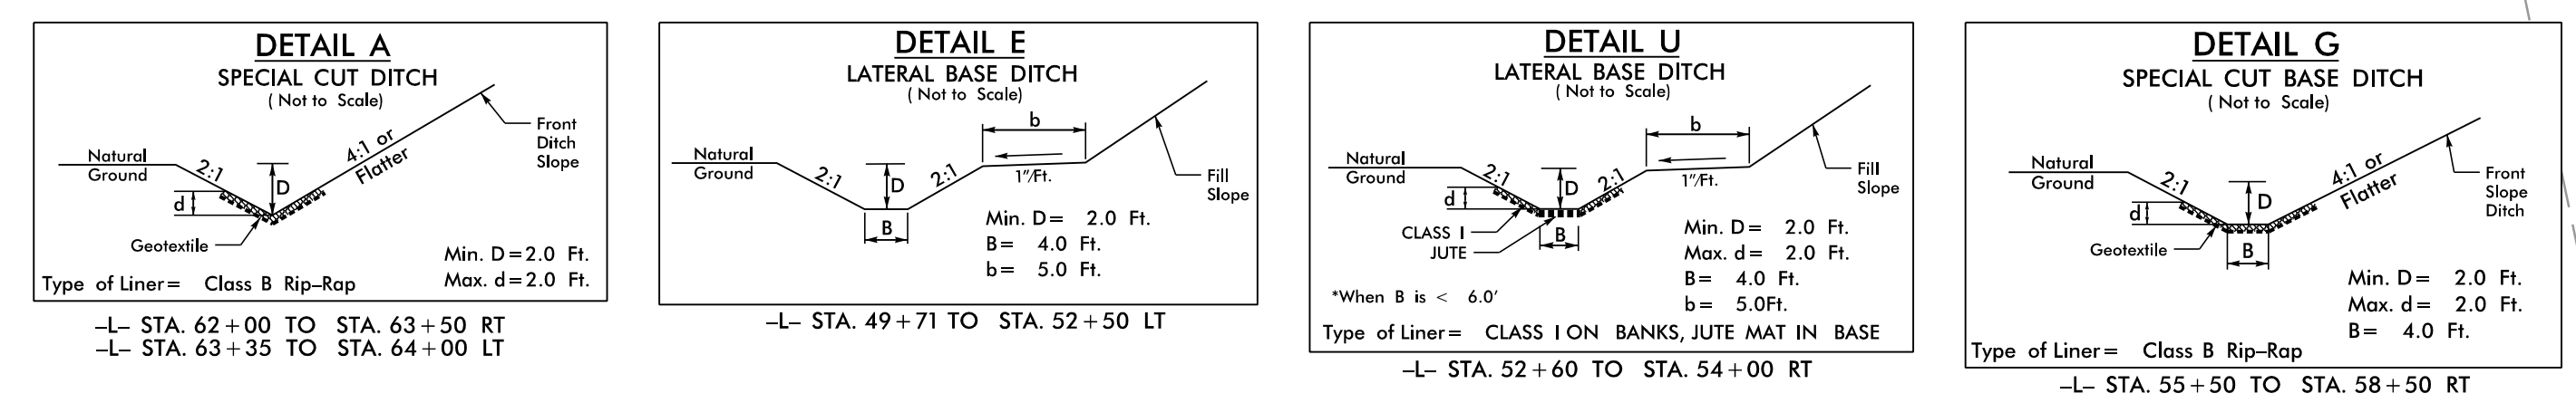 DETAIL A
SPECIAL CUT DITCH
( Not to Scale)
Natural
Ground
2:1
D
d
4:1 or
Flatter
Front
Ditch
Slope
Geotextile
Min. D=2.0 Ft.
Max. d=2.0 Ft.
Type of Liner= Class B Rip-Rap
-L- STA. 62+00 TO STA. 63+50 RT
-L- STA. 63+35 TO STA. 64+00 LT
DETAIL E
LATERAL BASE DITCH
( Not to Scale)
b
Natural
Ground
2:1
D
2:1
1"/Ft.
Fill
Slope
B
Min. D= 2.0 Ft.
B= 4.0 Ft.
b= 5.0 Ft.
-L- STA. 49+71 TO STA. 52+50 LT
DETAIL U
LATERAL BASE DITCH
( Not to Scale)
b
Natural
Ground
2:1
D
2:1
1"/Ft.
Fill
Slope
d
CLASS I
JUTE
B
Min. D= 2.0 Ft.
Max. d= 2.0 Ft.
B= 4.0 Ft.
b= 5.0Ft.
*When B is < 6.0'
Type of Liner= CLASS I ON BANKS, JUTE MAT IN BASE
-L- STA. 52+60 TO STA. 54+00 RT
DETAIL G
SPECIAL CUT BASE DITCH
( Not to Scale)
Natural
Ground
2:1
D
d
4:1 or
Flatter
Front
Slope
Ditch
Geotextile
B
Min. D= 2.0 Ft.
Max. d= 2.0 Ft.
B= 4.0 Ft.
Type of Liner= Class B Rip-Rap
-L- STA. 55+50 TO STA. 58+50 RT